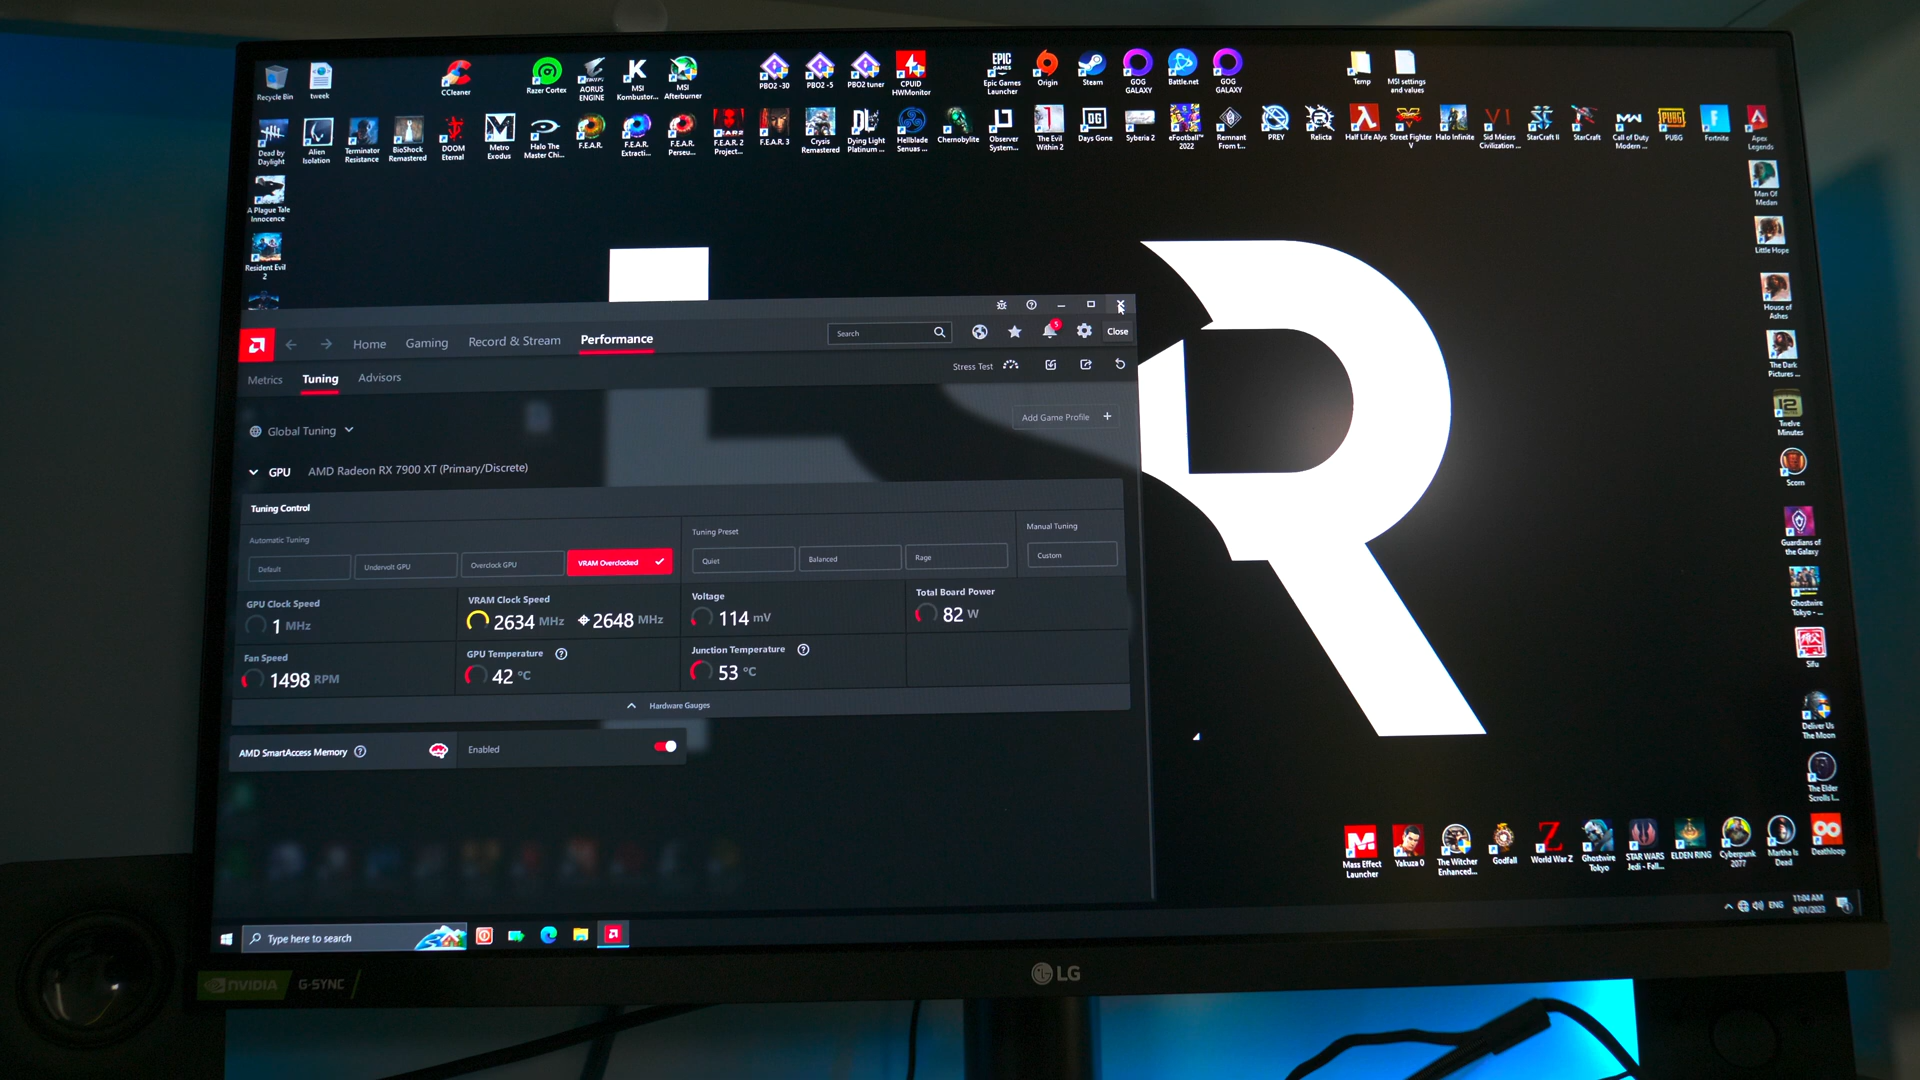 Recycle Bin
tweek
CCleaner
Razer Cortex
AORUS
ENGINE
MSI
Kombustor...
MSI
Afterburner
PBO2 -30
PBO2 -5
PBO2 tuner
CPUID
HWMonitor
EPIC
GAMES
Epic Games
Launcher
Origin
Steam
GOG
GALAXY
Battle.net
GOG
GALAXY
Temp
MSI settings
and values
Dead by
Daylight
Alien
Isolation
Terminator
Resistance
BioShock
Remastered
DOOM
Eternal
Metro
Exodus
Halo The
Master Chi...
F.E.A.R.
F.E.A.R.
Extracti...
F.E.A.R.
Perseu...
F.E.A.R. 2
Project...
F.E.A.R. 3
Crysis
Remastered
Dying Light
Platinum ...
Hellblade
Senuas ...
Chernobylite
Observer
System...
The Evil
Within 2
Days Gone
Syberia 2
eFootball™
2022
Remnant
From t...
PREY
Relicta
Half Life Alyx
Street Fighter
V
Halo Infinite
Sid Meiers
Civilization ...
StarCraft II
StarCraft
Call of Duty
Modern ...
PUBG
Fortnite
Apex
Legends
A Plague Tale
Innocence
Resident Evil
2
Man Of
Medan
Little Hope
House of
Ashes
The Dark
Pictures ...
Twelve
Minutes
Scorn
Guardians of
the Galaxy
Ghostwire
Tokyo - ...
Sifu
Deliver Us
The Moon
The Elder
Scrolls I...
Home
Gaming
Record & Stream
Performance
Search
5
Close
Metrics
Tuning
Advisors
Stress Test
Global Tuning
Add Game Profile
GPU AMD Radeon RX 7900 XT (Primary/Discrete)
Tuning Control
Automatic Tuning
Tuning Preset
Manual Tuning
Default
Undervolt GPU
Overclock GPU
VRAM Overclocked
Quiet
Balanced
Rage
Custom
GPU Clock Speed
1 MHz
VRAM Clock Speed
2634 MHz 2648 MHz
Voltage
114 mV
Total Board Power
82 W
Fan Speed
1498 RPM
GPU Temperature
42 °C
Junction Temperature
53 °C
Hardware Gauges
AMD SmartAccess Memory
Enabled
Mass Effect
Launcher
Yakuza 0
The Witcher
Enhanced...
Godfall
World War Z
Ghostwire
Tokyo
STAR WARS
Jedi - Fall...
ELDEN RING
Cyberpunk
2077
Martha Is
Dead
Deathloop
Type here to search
ENG
11:04 AM
9/01/2023
NVIDIA G-SYNC
LG